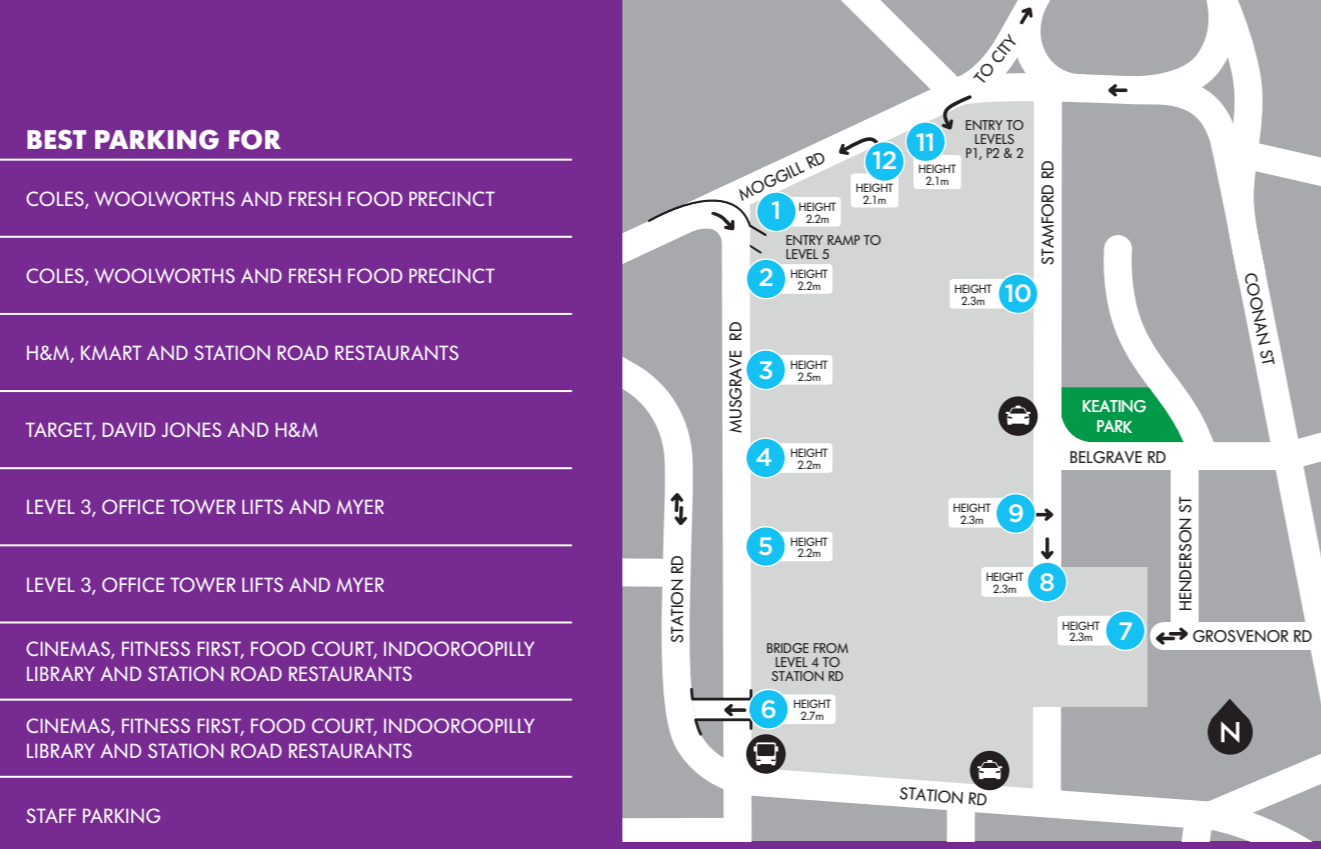 BEST PARKING FOR
COLES, WOOLWORTHS AND FRESH FOOD PRECINCT
COLES, WOOLWORTHS AND FRESH FOOD PRECINCT
H&M, KMART AND STATION ROAD RESTAURANTS
TARGET, DAVID JONES AND H&M
LEVEL 3, OFFICE TOWER LIFTS AND MYER
LEVEL 3, OFFICE TOWER LIFTS AND MYER
CINEMAS, FITNESS FIRST, FOOD COURT, INDOOROOPILLY
LIBRARY AND STATION ROAD RESTAURANTS
CINEMAS, FITNESS FIRST, FOOD COURT, INDOOROOPILLY
LIBRARY AND STATION ROAD RESTAURANTS
STAFF PARKING
TO CITY
11
HEIGHT
2.1m
ENTRY TO
LEVELS
P1, P2 & 2
12
HEIGHT
2.1m
MOGGILL RD
1
HEIGHT
2.2m
ENTRY RAMP TO
LEVEL 5
2
HEIGHT
2.2m
STAMFORD RD
HEIGHT
2.3m
10
COONAN ST
MUSGRAVE RD
3
HEIGHT
2.5m
KEATING
PARK
4
HEIGHT
2.2m
BELGRAVE RD
HEIGHT
2.3m
9
5
HEIGHT
2.2m
HENDERSON ST
HEIGHT
2.3m
8
STATION RD
HEIGHT
2.3m
7
GROSVENOR RD
BRIDGE FROM
LEVEL 4 TO
STATION RD
6
HEIGHT
2.7m
N
STATION RD